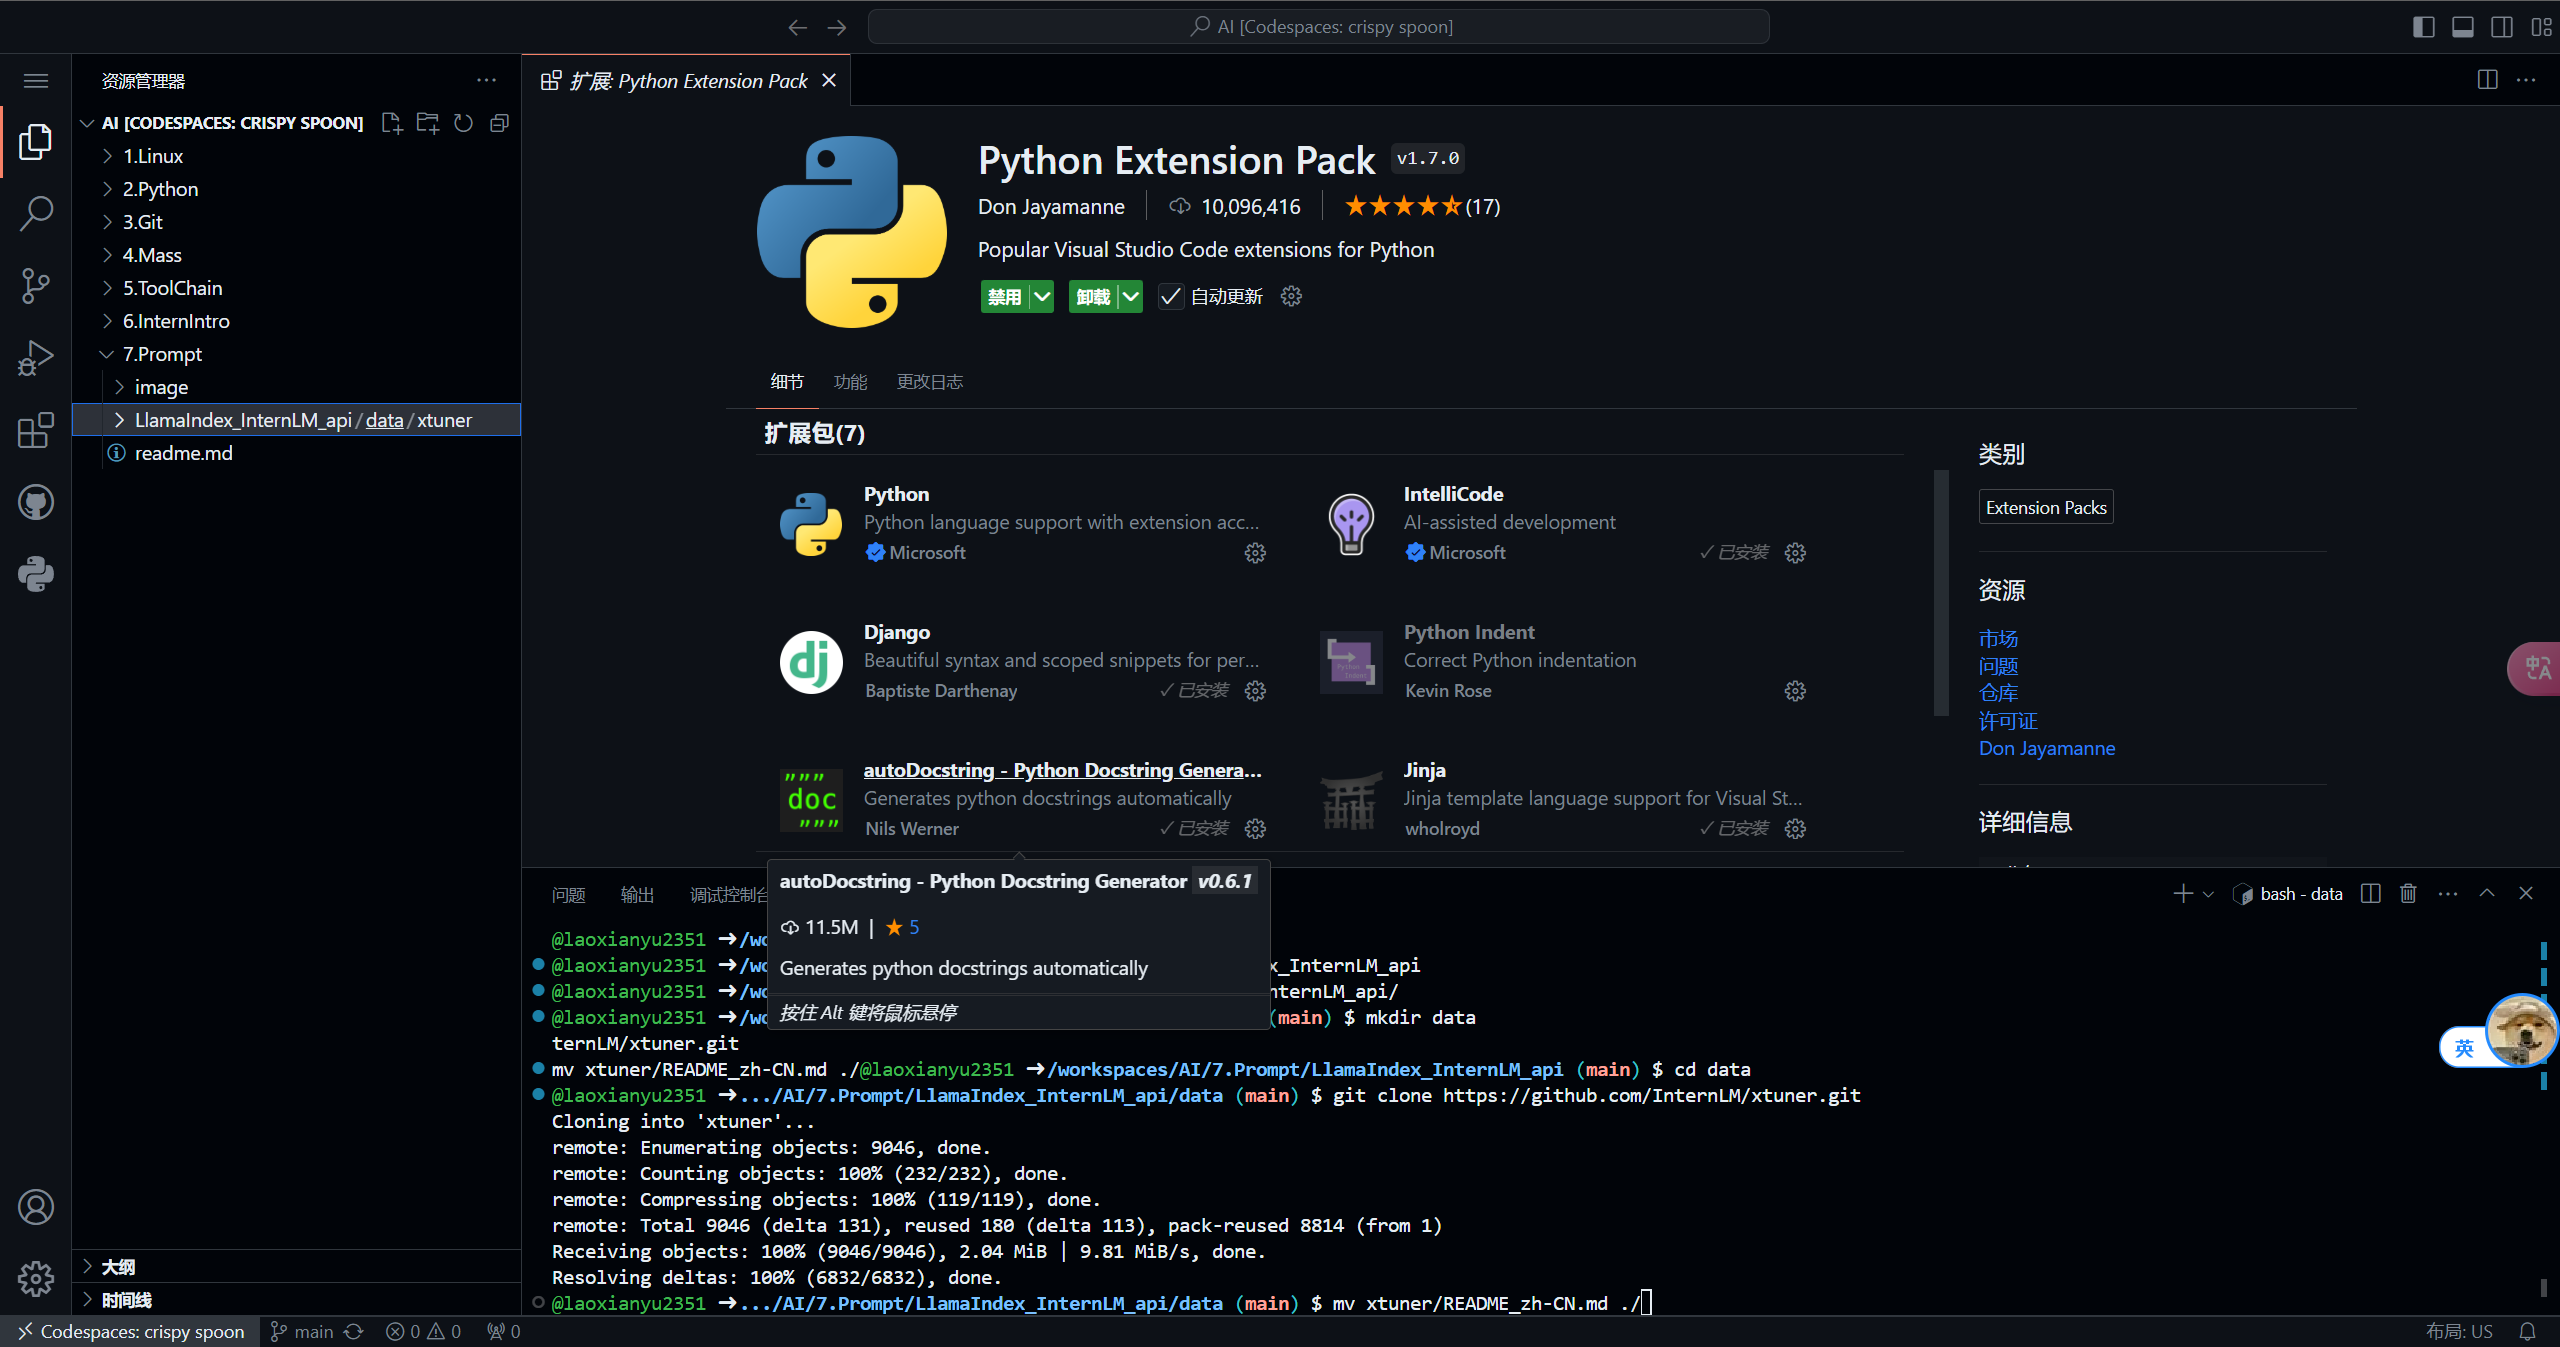 AI [Codespaces: crispy spoon]
资源管理器
AI [CODESPACES: CRISPY SPOON]
1.Linux
2.Python
3.Git
4.Mass
5.ToolChain
6.InternIntro
7.Prompt
image
LlamaIndex_InternLM_api/data/xtuner
readme.md
大纲
时间线
扩展: Python Extension Pack
Python Extension Pack v1.7.0
Don Jayamanne 10,096,416 (17)
Popular Visual Studio Code extensions for Python
禁用 卸载 自动更新
细节 功能 更改日志
扩展包(7)
Python
Python language support with extension acc...
Microsoft
IntelliCode
AI-assisted development
Microsoft 已安装
Django
Beautiful syntax and scoped snippets for per...
Baptiste Darthenay 已安装
Python Indent
Correct Python indentation
Kevin Rose
autoDocstring - Python Docstring Genera...
Generates python docstrings automatically
Nils Werner 已安装
Jinja
Jinja template language support for Visual St...
wholroyd 已安装
doc
类别
Extension Packs
资源
市场
问题
仓库
许可证
Don Jayamanne
详细信息
autoDocstring - Python Docstring Generator v0.6.1
11.5M | ★ 5
Generates python docstrings automatically
按住 Alt 键将鼠标悬停
问题 输出 调试控制台
bash - data
@laoxianyu2351 ➜/wo
@laoxianyu2351 ➜/wo x_InternLM_api
@laoxianyu2351 ➜/wo nternLM_api/
@laoxianyu2351 ➜/wo (main) $ mkdir data
ternLM/xtuner.git
mv xtuner/README_zh-CN.md ./@laoxianyu2351 ➜/workspaces/AI/7.Prompt/LlamaIndex_InternLM_api (main) $ cd data
@laoxianyu2351 ➜.../AI/7.Prompt/LlamaIndex_InternLM_api/data (main) $ git clone https://github.com/InternLM/xtuner.git
Cloning into 'xtuner'...
remote: Enumerating objects: 9046, done.
remote: Counting objects: 100% (232/232), done.
remote: Compressing objects: 100% (119/119), done.
remote: Total 9046 (delta 131), reused 180 (delta 113), pack-reused 8814 (from 1)
Receiving objects: 100% (9046/9046), 2.04 MiB | 9.81 MiB/s, done.
Resolving deltas: 100% (6832/6832), done.
@laoxianyu2351 ➜.../AI/7.Prompt/LlamaIndex_InternLM_api/data (main) $ mv xtuner/README_zh-CN.md ./
英
Codespaces: crispy spoon main 0 0 0
布局: US